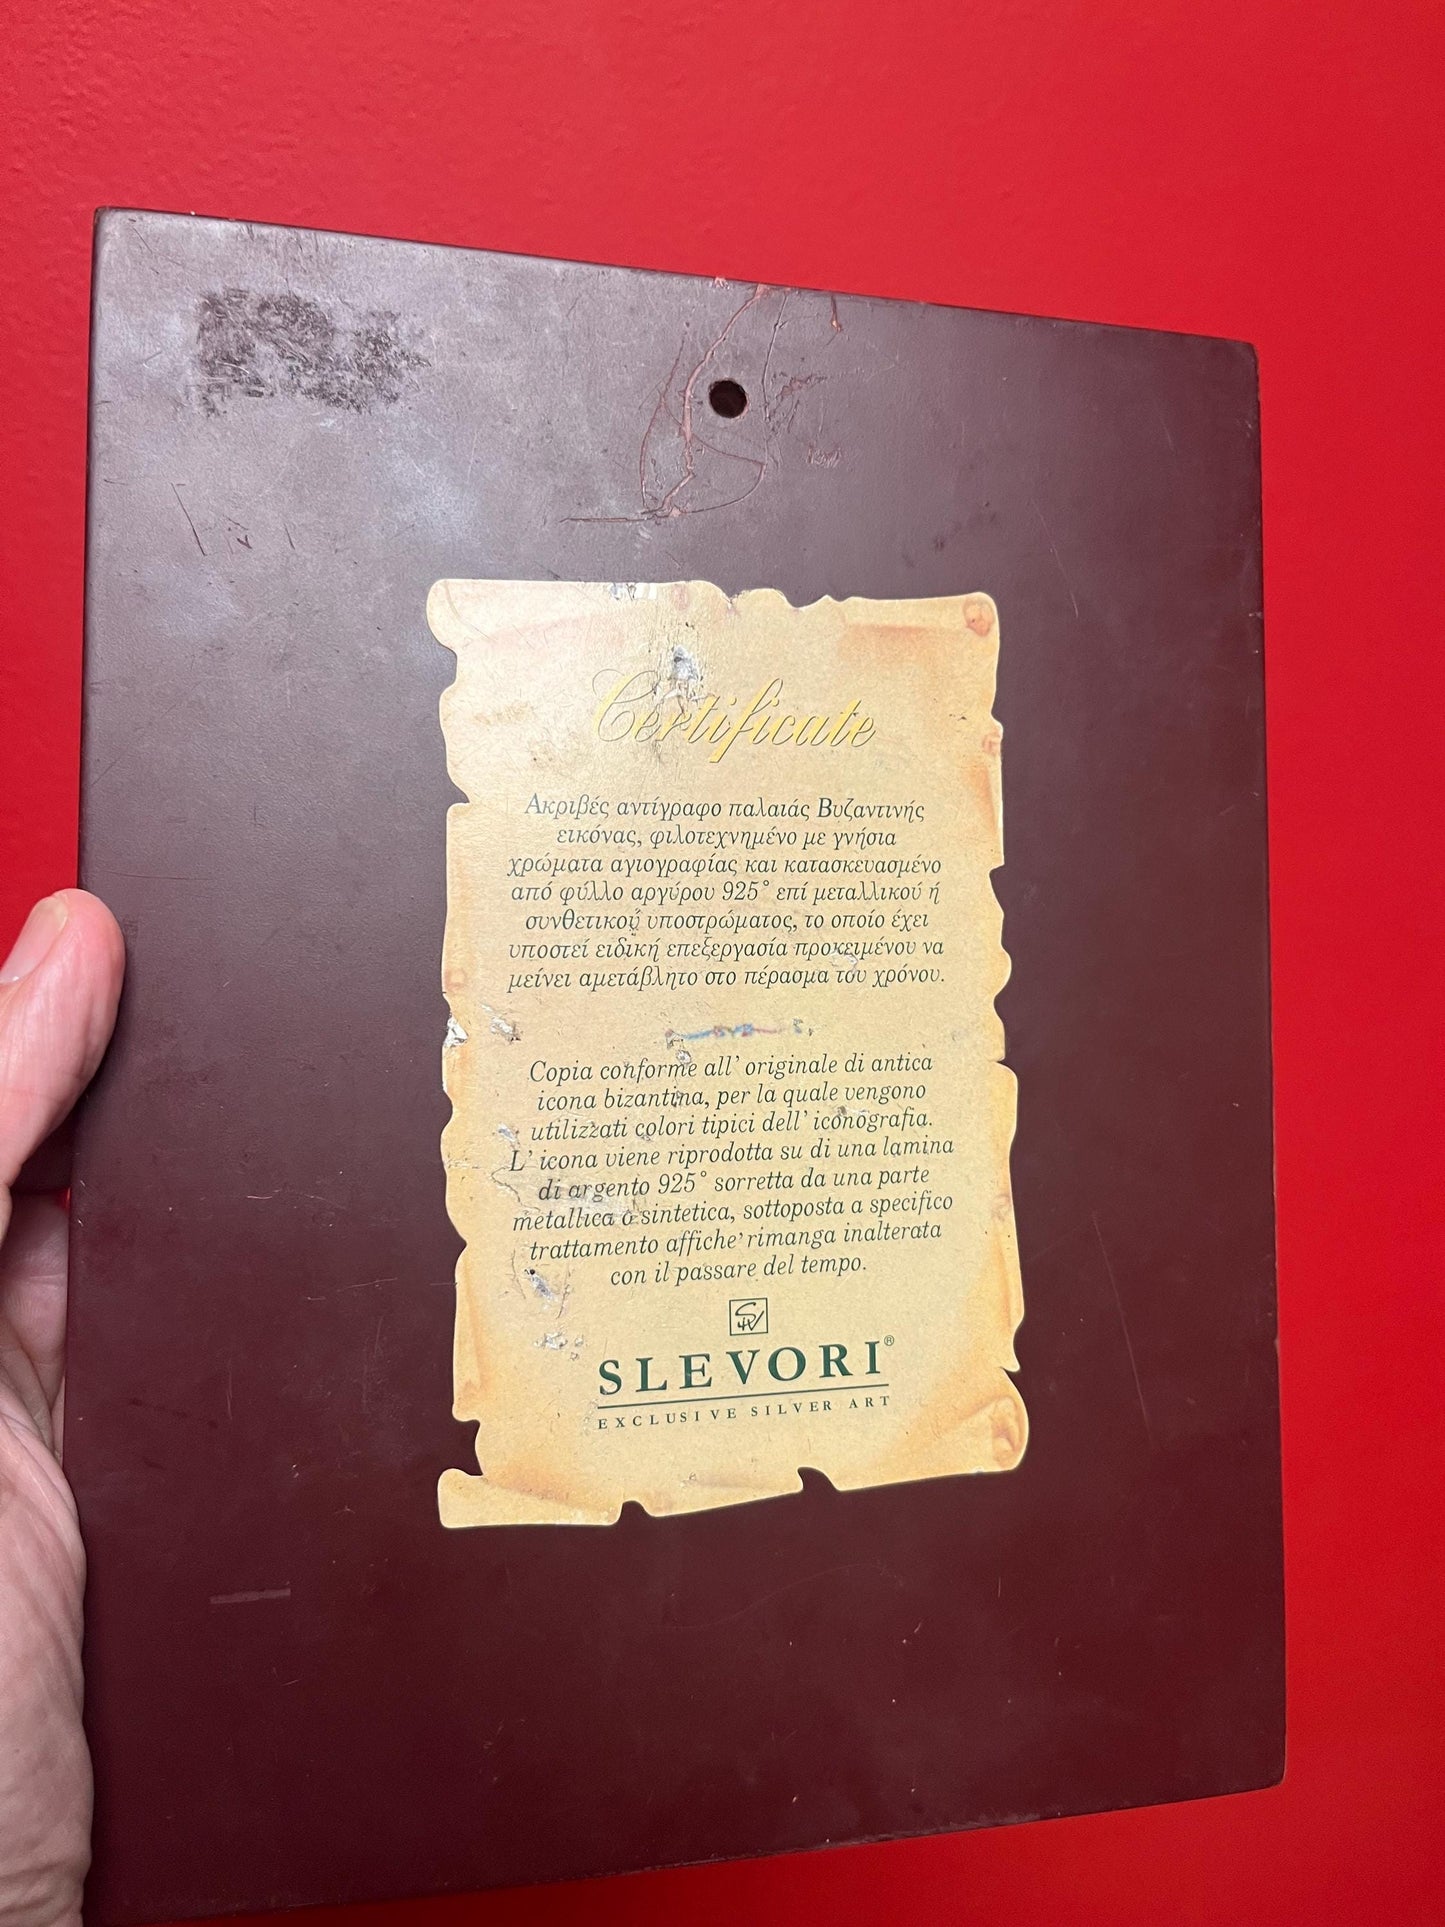 Certificate
Ακριβές αντίγραφο παλαιάς Βυζαντινής
εικόνας, φιλοτεχνημένο με γνήσια
χρώματα αγιογραφίας και κατασκευασμένο
από φύλλο αργύρου 925° επί μεταλλικού ή
συνθετικού υποστρώματος, το οποίο έχει
υποστεί ειδική επεξεργασία προκειμένου να
μείνει αμετάβλητο στο πέρασμα του χρόνου.
Copia conforme all' originale di antica
icona bizantina, per la quale vengono
utilizzati colori tipici dell' iconografia.
L' icona viene riprodotta su di una lamina
di argento 925° sorretta da una parte
metallica o sintetica, sottoposta a specifico
trattamento affiche' rimanga inalterata
con il passare del tempo.
SLEVORI®
EXCLUSIVE SILVER ART